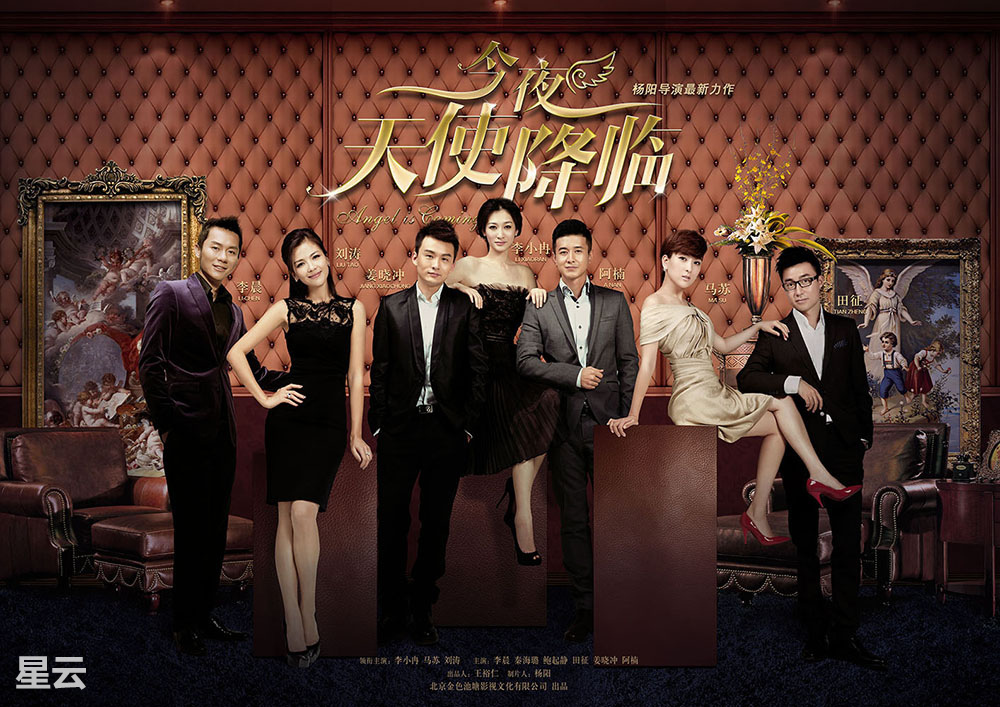 今夜
天使降临
杨阳导演最新力作
Angel is Coming
李晨
LI CHEN
刘涛
LIU TAO
姜晓冲
JIANG XIAOCHONG
李小冉
LI XIAORAN
阿楠
A NAN
马苏
MA SU
田征
TIAN ZHENG
领衔主演：李小冉 马苏 刘涛 主演：李晨 秦海璐 鲍起静 田征 姜晓冲 阿楠
出品人：王裕仁 制片人：杨阳
北京金色池塘影视文化有限公司 出品
星云